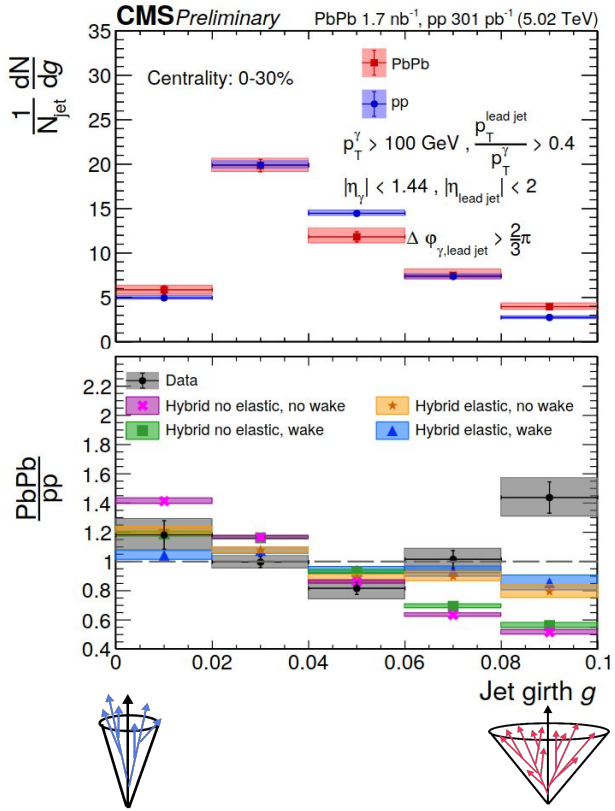 CMS Preliminary PbPb 1.7 nb⁻¹, pp 301 pb⁻¹ (5.02 TeV)
1/N_jet dN/dg
35
30
25
20
15
10
5
0
Centrality: 0-30%
PbPb
pp
p_T^γ > 100 GeV , p_T^lead jet / p_T^γ > 0.4
|η_γ| < 1.44 , |η_lead jet| < 2
Δ φ_γ,lead jet > 2/3 π
PbPb/pp
2.2
2
1.8
1.6
1.4
1.2
1
0.8
0.6
0.4
Data
Hybrid no elastic, no wake
Hybrid elastic, no wake
Hybrid no elastic, wake
Hybrid elastic, wake
0 0.02 0.04 0.06 0.08 0.1
Jet girth g